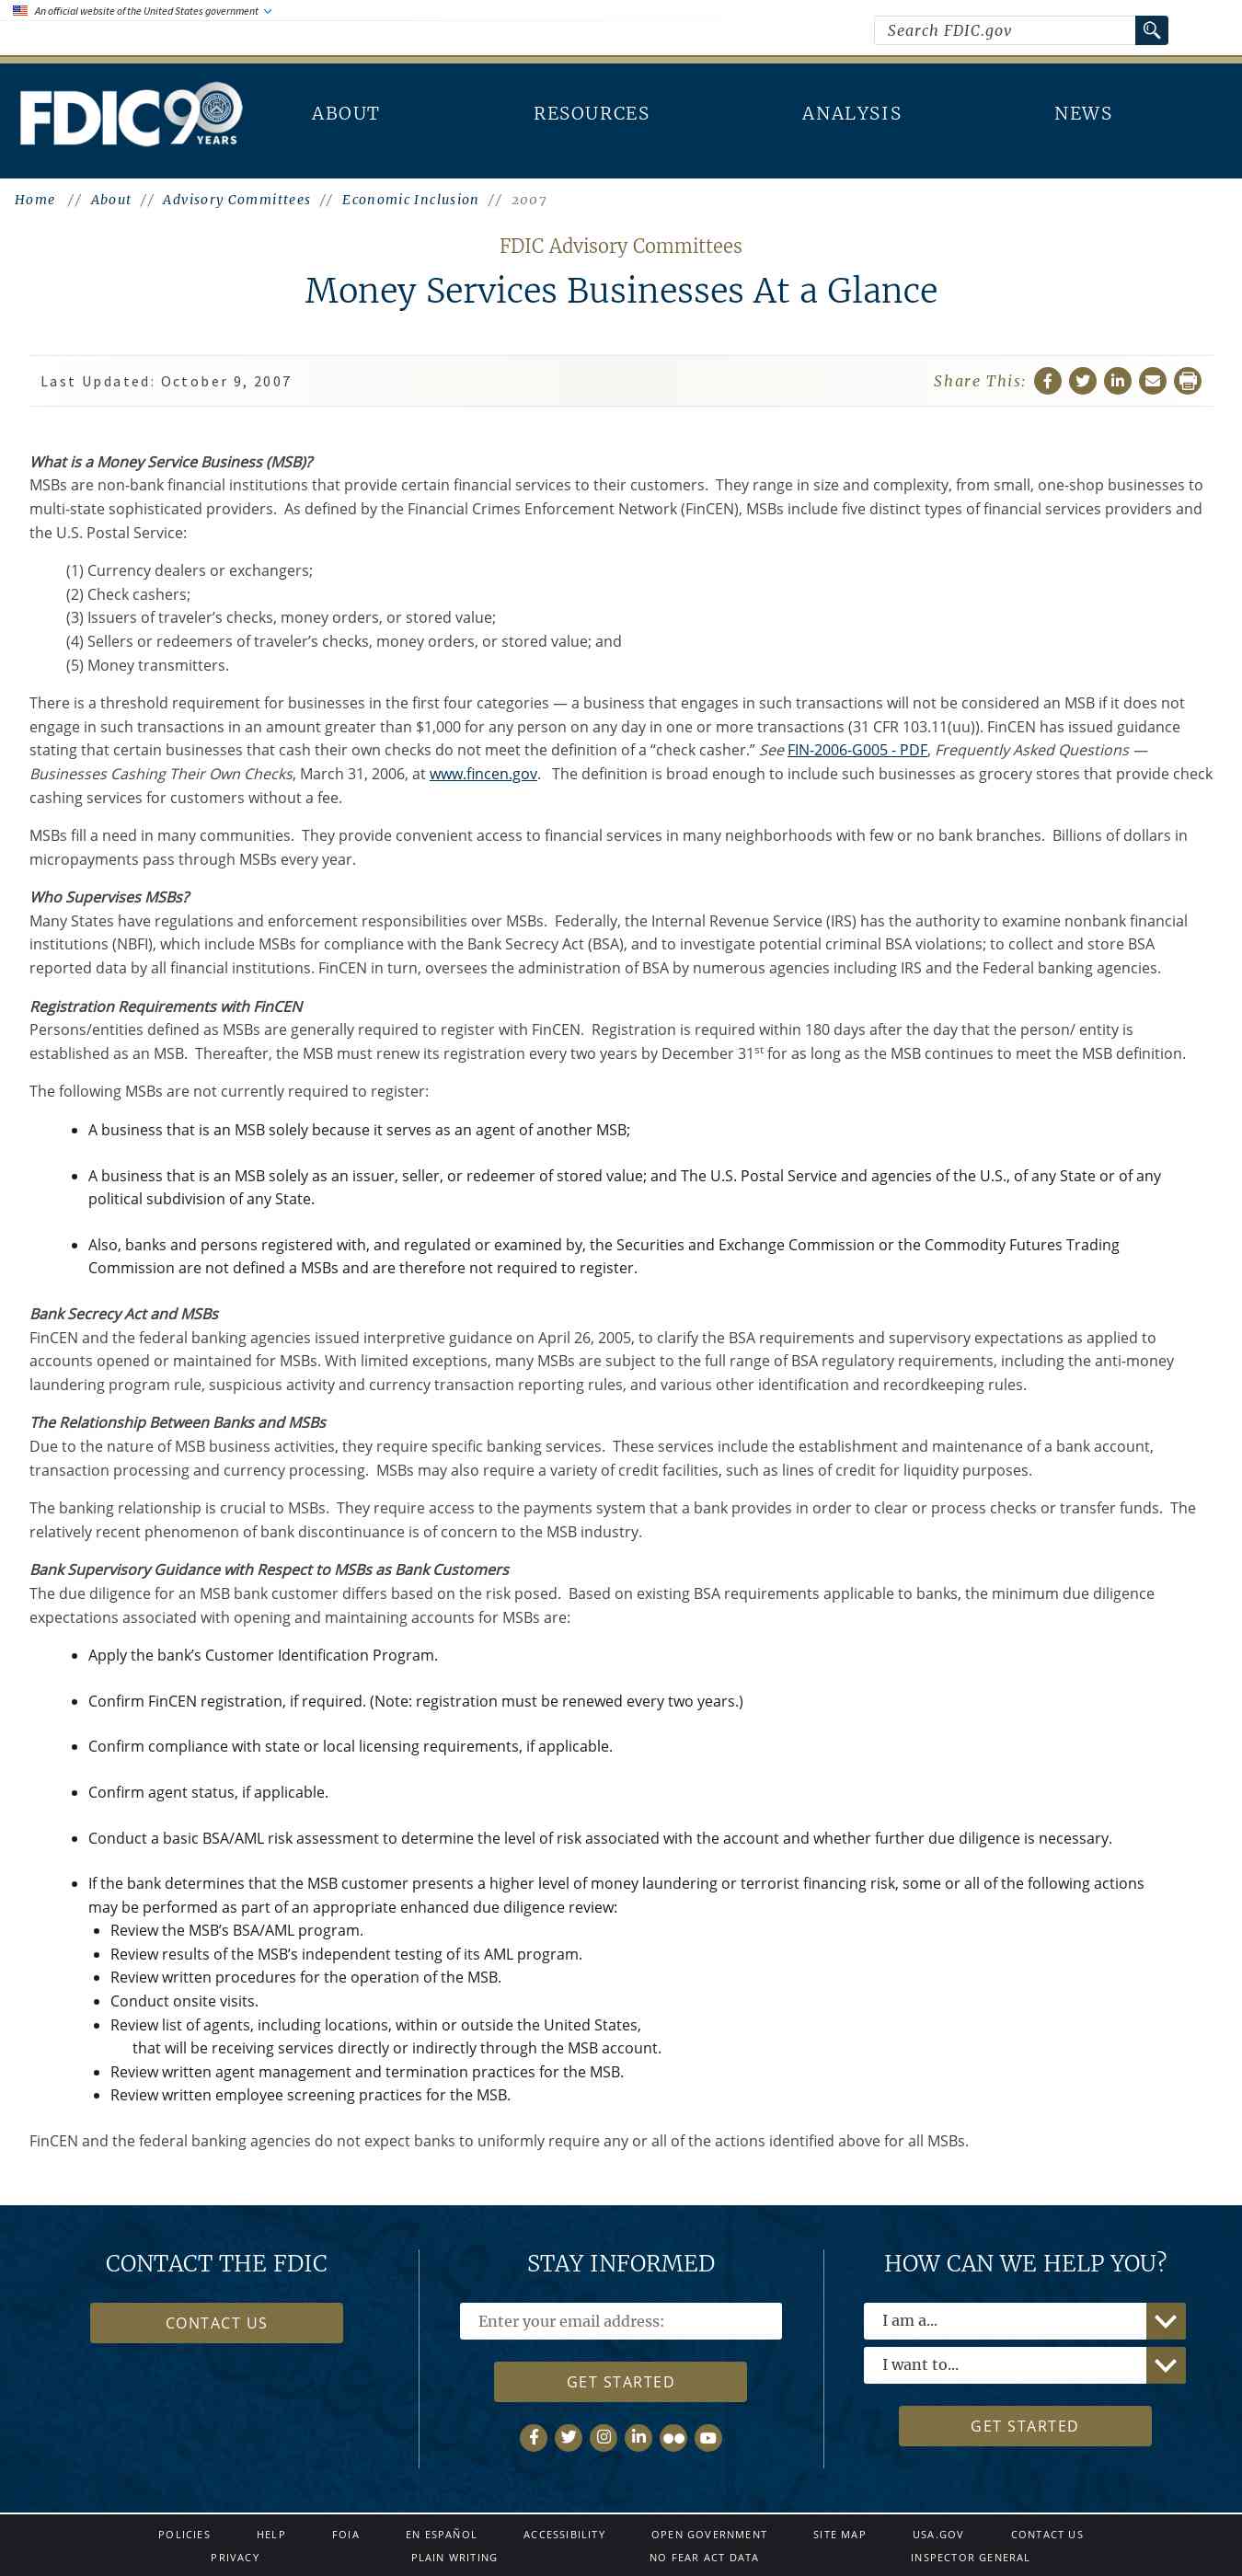 An official website of the United States government
Search FDIC.gov
FDIC 90 YEARS
ABOUT
RESOURCES
ANALYSIS
NEWS
Home // About // Advisory Committees // Economic Inclusion // 2007
FDIC Advisory Committees
Money Services Businesses At a Glance
Last Updated: October 9, 2007
Share This:
What is a Money Service Business (MSB)?
MSBs are non-bank financial institutions that provide certain financial services to their customers. They range in size and complexity, from small, one-shop businesses to
multi-state sophisticated providers. As defined by the Financial Crimes Enforcement Network (FinCEN), MSBs include five distinct types of financial services providers and
the U.S. Postal Service:
(1) Currency dealers or exchangers;
(2) Check cashers;
(3) Issuers of traveler’s checks, money orders, or stored value;
(4) Sellers or redeemers of traveler’s checks, money orders, or stored value; and
(5) Money transmitters.
There is a threshold requirement for businesses in the first four categories — a business that engages in such transactions will not be considered an MSB if it does not
engage in such transactions in an amount greater than $1,000 for any person on any day in one or more transactions (31 CFR 103.11(uu)). FinCEN has issued guidance
stating that certain businesses that cash their own checks do not meet the definition of a “check casher.” See FIN-2006-G005 - PDF, Frequently Asked Questions —
Businesses Cashing Their Own Checks, March 31, 2006, at www.fincen.gov. The definition is broad enough to include such businesses as grocery stores that provide check
cashing services for customers without a fee.
MSBs fill a need in many communities. They provide convenient access to financial services in many neighborhoods with few or no bank branches. Billions of dollars in
micropayments pass through MSBs every year.
Who Supervises MSBs?
Many States have regulations and enforcement responsibilities over MSBs. Federally, the Internal Revenue Service (IRS) has the authority to examine nonbank financial
institutions (NBFI), which include MSBs for compliance with the Bank Secrecy Act (BSA), and to investigate potential criminal BSA violations; to collect and store BSA
reported data by all financial institutions. FinCEN in turn, oversees the administration of BSA by numerous agencies including IRS and the Federal banking agencies.
Registration Requirements with FinCEN
Persons/entities defined as MSBs are generally required to register with FinCEN. Registration is required within 180 days after the day that the person/ entity is
established as an MSB. Thereafter, the MSB must renew its registration every two years by December 31st for as long as the MSB continues to meet the MSB definition.
The following MSBs are not currently required to register:
• A business that is an MSB solely because it serves as an agent of another MSB;
• A business that is an MSB solely as an issuer, seller, or redeemer of stored value; and The U.S. Postal Service and agencies of the U.S., of any State or of any
political subdivision of any State.
• Also, banks and persons registered with, and regulated or examined by, the Securities and Exchange Commission or the Commodity Futures Trading
Commission are not defined a MSBs and are therefore not required to register.
Bank Secrecy Act and MSBs
FinCEN and the federal banking agencies issued interpretive guidance on April 26, 2005, to clarify the BSA requirements and supervisory expectations as applied to
accounts opened or maintained for MSBs. With limited exceptions, many MSBs are subject to the full range of BSA regulatory requirements, including the anti-money
laundering program rule, suspicious activity and currency transaction reporting rules, and various other identification and recordkeeping rules.
The Relationship Between Banks and MSBs
Due to the nature of MSB business activities, they require specific banking services. These services include the establishment and maintenance of a bank account,
transaction processing and currency processing. MSBs may also require a variety of credit facilities, such as lines of credit for liquidity purposes.
The banking relationship is crucial to MSBs. They require access to the payments system that a bank provides in order to clear or process checks or transfer funds. The
relatively recent phenomenon of bank discontinuance is of concern to the MSB industry.
Bank Supervisory Guidance with Respect to MSBs as Bank Customers
The due diligence for an MSB bank customer differs based on the risk posed. Based on existing BSA requirements applicable to banks, the minimum due diligence
expectations associated with opening and maintaining accounts for MSBs are:
• Apply the bank’s Customer Identification Program.
• Confirm FinCEN registration, if required. (Note: registration must be renewed every two years.)
• Confirm compliance with state or local licensing requirements, if applicable.
• Confirm agent status, if applicable.
• Conduct a basic BSA/AML risk assessment to determine the level of risk associated with the account and whether further due diligence is necessary.
• If the bank determines that the MSB customer presents a higher level of money laundering or terrorist financing risk, some or all of the following actions
may be performed as part of an appropriate enhanced due diligence review:
• Review the MSB’s BSA/AML program.
• Review results of the MSB’s independent testing of its AML program.
• Review written procedures for the operation of the MSB.
• Conduct onsite visits.
• Review list of agents, including locations, within or outside the United States,
that will be receiving services directly or indirectly through the MSB account.
• Review written agent management and termination practices for the MSB.
• Review written employee screening practices for the MSB.
FinCEN and the federal banking agencies do not expect banks to uniformly require any or all of the actions identified above for all MSBs.
CONTACT THE FDIC
CONTACT US
STAY INFORMED
Enter your email address:
GET STARTED
HOW CAN WE HELP YOU?
I am a...
I want to...
GET STARTED
POLICIES HELP FOIA EN ESPAÑOL ACCESSIBILITY OPEN GOVERNMENT SITE MAP USA.GOV CONTACT US
PRIVACY PLAIN WRITING NO FEAR ACT DATA INSPECTOR GENERAL